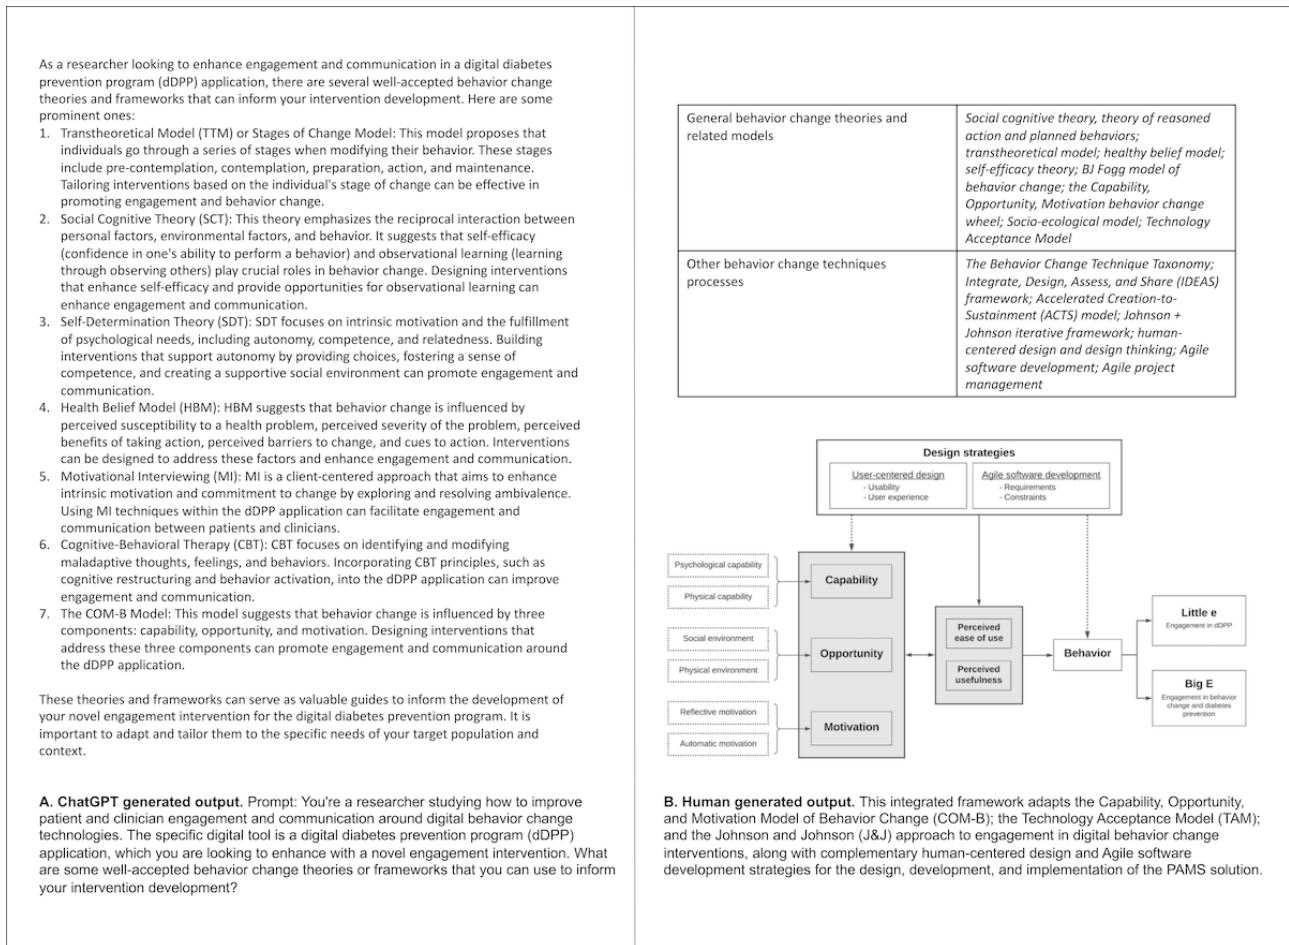 As a researcher looking to enhance engagement and communication in a digital diabetes
prevention program (dDPP) application, there are several well-accepted behavior change
theories and frameworks that can inform your intervention development. Here are some
prominent ones:
1. Transtheoretical Model (TTM) or Stages of Change Model: This model proposes that
individuals go through a series of stages when modifying their behavior. These stages
include pre-contemplation, contemplation, preparation, action, and maintenance.
Tailoring interventions based on the individual's stage of change can be effective in
promoting engagement and behavior change.
2. Social Cognitive Theory (SCT): This theory emphasizes the reciprocal interaction between
personal factors, environmental factors, and behavior. It suggests that self-efficacy
(confidence in one's ability to perform a behavior) and observational learning (learning
through observing others) play crucial roles in behavior change. Designing interventions
that enhance self-efficacy and provide opportunities for observational learning can
enhance engagement and communication.
3. Self-Determination Theory (SDT): SDT focuses on intrinsic motivation and the fulfillment
of psychological needs, including autonomy, competence, and relatedness. Building
interventions that support autonomy by providing choices, fostering a sense of
competence, and creating a supportive social environment can promote engagement and
communication.
4. Health Belief Model (HBM): HBM suggests that behavior change is influenced by
perceived susceptibility to a health problem, perceived severity of the problem, perceived
benefits of taking action, perceived barriers to change, and cues to action. Interventions
can be designed to address these factors and enhance engagement and communication.
5. Motivational Interviewing (MI): MI is a client-centered approach that aims to enhance
intrinsic motivation and commitment to change by exploring and resolving ambivalence.
Using MI techniques within the dDPP application can facilitate engagement and
communication between patients and clinicians.
6. Cognitive-Behavioral Therapy (CBT): CBT focuses on identifying and modifying
maladaptive thoughts, feelings, and behaviors. Incorporating CBT principles, such as
cognitive restructuring and behavior activation, into the dDPP application can improve
engagement and communication.
7. The COM-B Model: This model suggests that behavior change is influenced by three
components: capability, opportunity, and motivation. Designing interventions that
address these three components can promote engagement and communication around
the dDPP application.
These theories and frameworks can serve as valuable guides to inform the development of
your novel engagement intervention for the digital diabetes prevention program. It is
important to adapt and tailor them to the specific needs of your target population and
context.
A. ChatGPT generated output. Prompt: You're a researcher studying how to improve
patient and clinician engagement and communication around digital behavior change
technologies. The specific digital tool is a digital diabetes prevention program (dDPP)
application, which you are looking to enhance with a novel engagement intervention. What
are some well-accepted behavior change theories or frameworks that you can use to inform
your intervention development?
General behavior change theories and
related models
Social cognitive theory, theory of reasoned
action and planned behaviors;
transtheoretical model; healthy belief model;
self-efficacy theory; BJ Fogg model of
behavior change; the Capability,
Opportunity, Motivation behavior change
wheel; Socio-ecological model; Technology
Acceptance Model
Other behavior change techniques
processes
The Behavior Change Technique Taxonomy;
Integrate, Design, Assess, and Share (IDEAS)
framework; Accelerated Creation-to-
Sustainment (ACTS) model; Johnson +
Johnson iterative framework; human-
centered design and design thinking; Agile
software development; Agile project
management
Design strategies
User-centered design
- Usability
- User experience
Agile software development
- Requirements
- Constraints
Psychological capability
Physical capability
Social environment
Physical environment
Reflective motivation
Automatic motivation
Capability
Opportunity
Motivation
Perceived
ease of use
Perceived
usefulness
Behavior
Little e
Engagement in dDPP
Big E
Engagement in behavior
change and diabetes
prevention
B. Human generated output. This integrated framework adapts the Capability, Opportunity,
and Motivation Model of Behavior Change (COM-B); the Technology Acceptance Model (TAM);
and the Johnson and Johnson (J&J) approach to engagement in digital behavior change
interventions, along with complementary human-centered design and Agile software
development strategies for the design, development, and implementation of the PAMS solution.